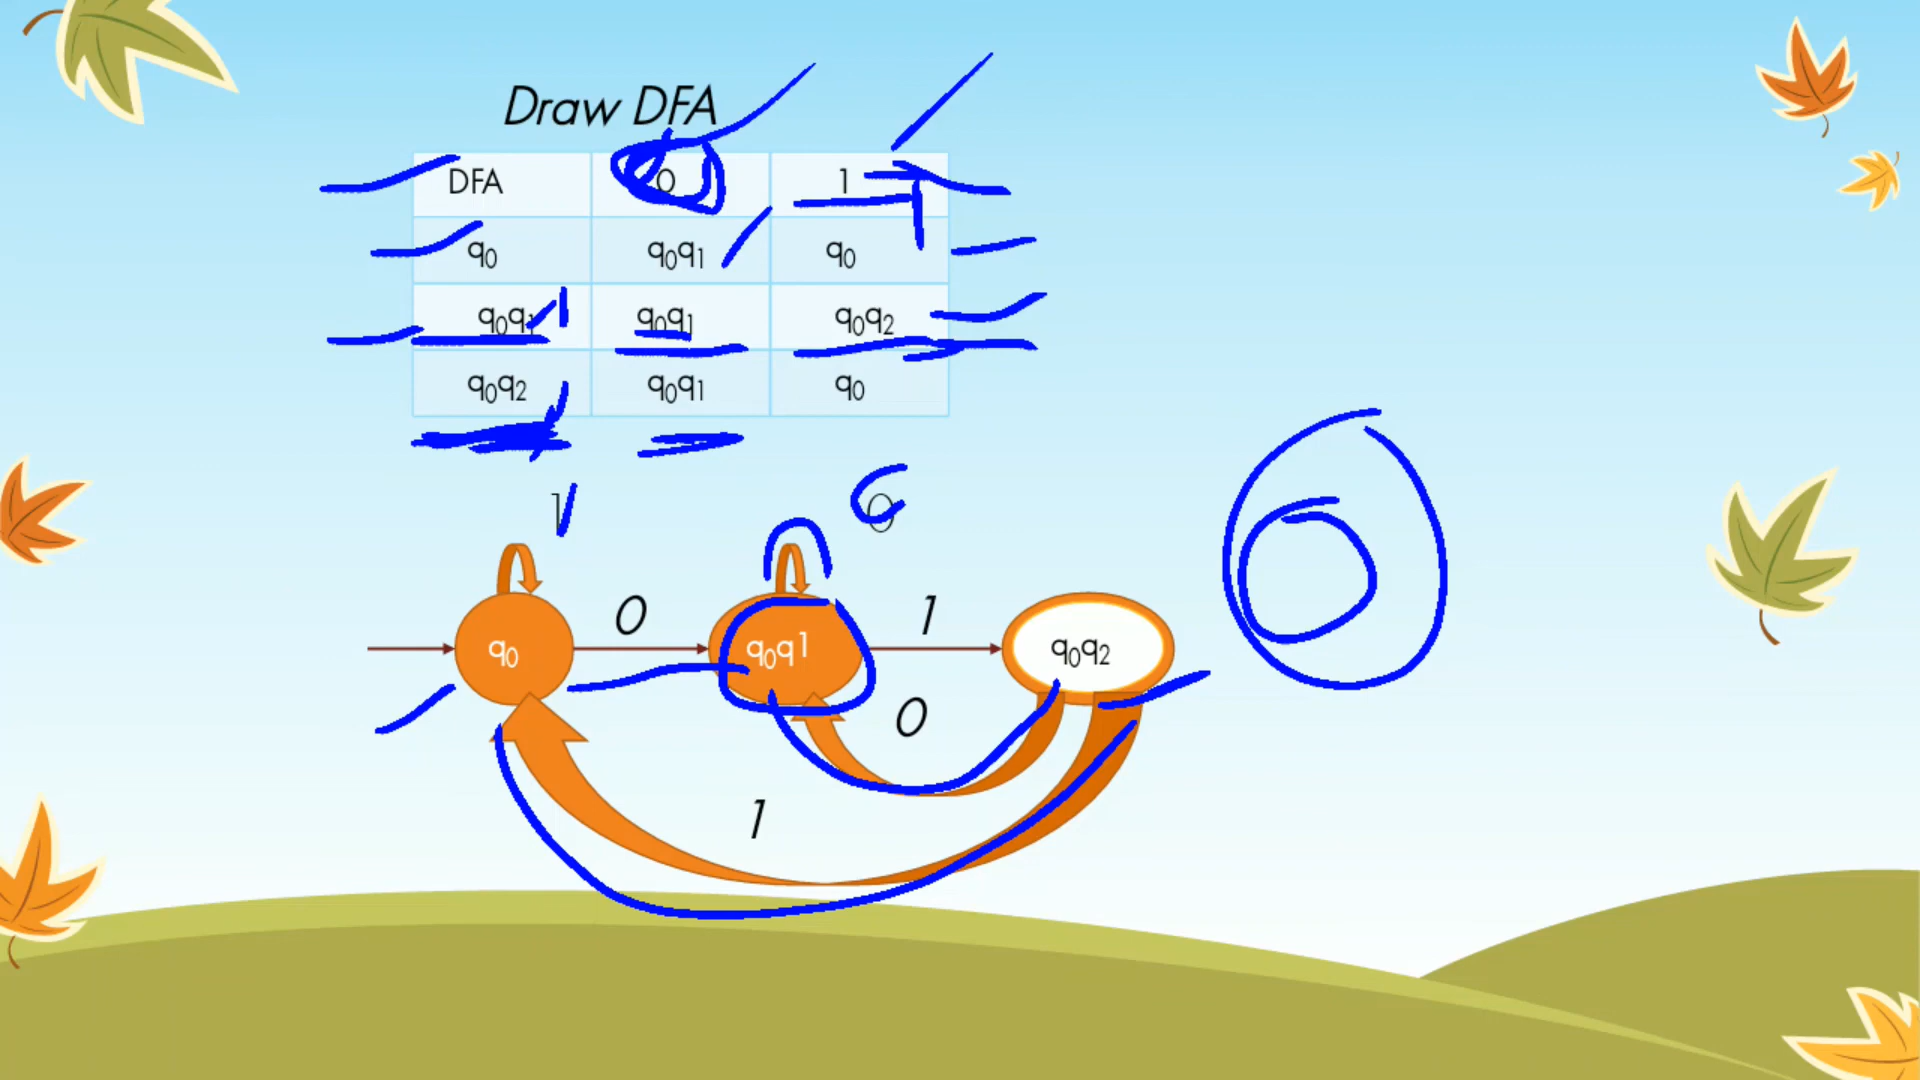 Draw DFA
DFA 0 1
q0 q0q1 q0
q0q1 q0q1 q0q2
q0q2 q0q1 q0
1 0
0 1
q0 q0q1 q0q2
0
1